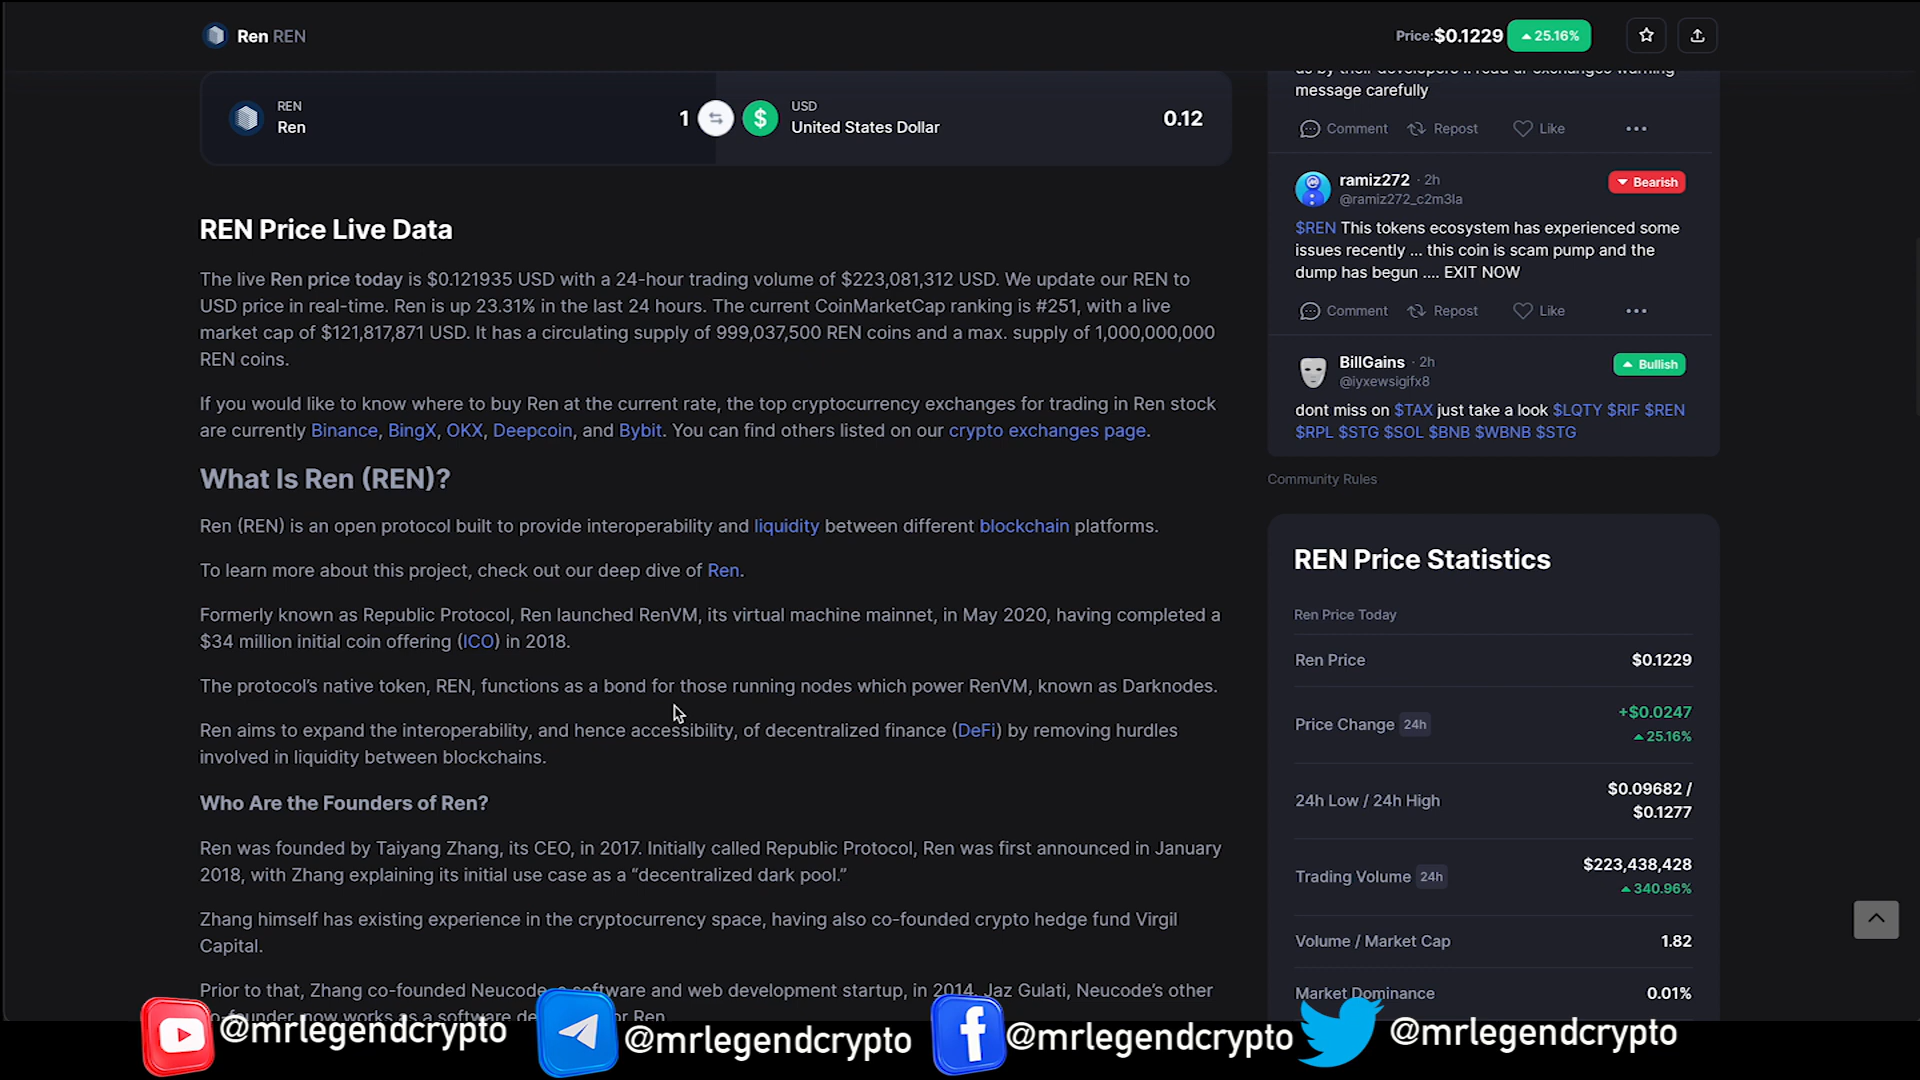 Ren REN
Price:$0.1229 25.16%
REN
Ren
1
USD
United States Dollar
0.12
REN Price Live Data
The live Ren price today is $0.121935 USD with a 24-hour trading volume of $223,081,312 USD. We update our REN to
USD price in real-time. Ren is up 23.31% in the last 24 hours. The current CoinMarketCap ranking is #251, with a live
market cap of $121,817,871 USD. It has a circulating supply of 999,037,500 REN coins and a max. supply of 1,000,000,000
REN coins.
If you would like to know where to buy Ren at the current rate, the top cryptocurrency exchanges for trading in Ren stock
are currently Binance, BingX, OKX, Deepcoin, and Bybit. You can find others listed on our crypto exchanges page.
What Is Ren (REN)?
Ren (REN) is an open protocol built to provide interoperability and liquidity between different blockchain platforms.
To learn more about this project, check out our deep dive of Ren.
Formerly known as Republic Protocol, Ren launched RenVM, its virtual machine mainnet, in May 2020, having completed a
$34 million initial coin offering (ICO) in 2018.
The protocol's native token, REN, functions as a bond for those running nodes which power RenVM, known as Darknodes.
Ren aims to expand the interoperability, and hence accessibility, of decentralized finance (DeFi) by removing hurdles
involved in liquidity between blockchains.
Who Are the Founders of Ren?
Ren was founded by Taiyang Zhang, its CEO, in 2017. Initially called Republic Protocol, Ren was first announced in January
2018, with Zhang explaining its initial use case as a “decentralized dark pool.”
Zhang himself has existing experience in the cryptocurrency space, having also co-founded crypto hedge fund Virgil
Capital.
Prior to that, Zhang co-founded Neucode, a software and web development startup, in 2014. Jaz Gulati, Neucode's other
now works as a software or Ren
us by their developers .. read ur exchanges warning
message carefully
Comment Repost Like
ramiz272 · 2h
@ramiz272_c2m3la
Bearish
$REN This tokens ecosystem has experienced some
issues recently ... this coin is scam pump and the
dump has begun .... EXIT NOW
Comment Repost Like
BillGains · 2h
@iyxewsigifx8
Bullish
dont miss on $TAX just take a look $LQTY $RIF $REN
$RPL $STG $SOL $BNB $WBNB $STG
Community Rules
REN Price Statistics
Ren Price Today
Ren Price $0.1229
Price Change 24h +$0.0247
25.16%
24h Low / 24h High $0.09682 /
$0.1277
Trading Volume 24h $223,438,428
340.96%
Volume / Market Cap 1.82
Market Dominance 0.01%
@mrlegendcrypto
@mrlegendcrypto
@mrlegendcrypto
@mrlegendcrypto